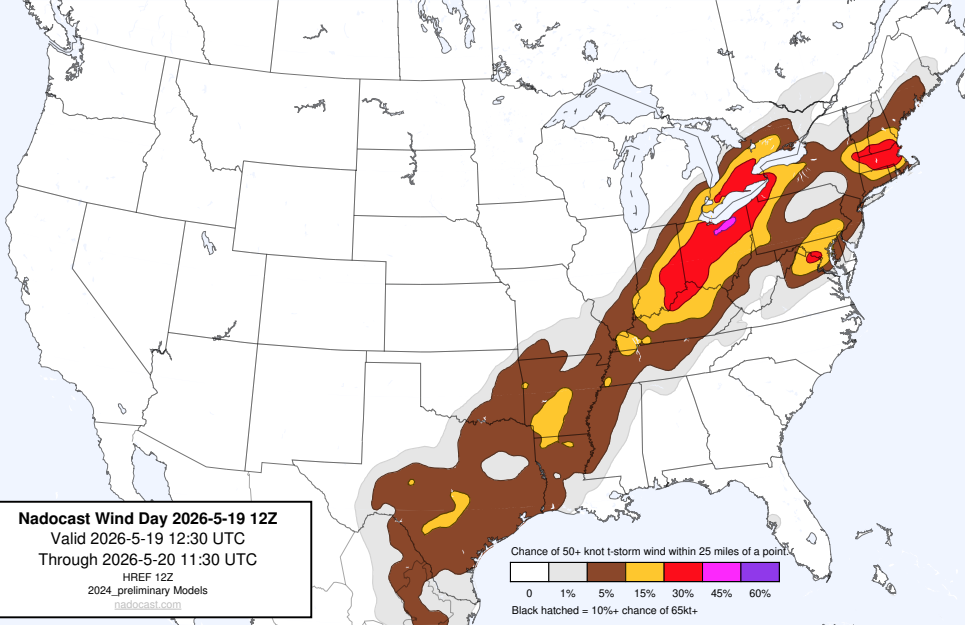 Nadocast Wind Day 2026-5-19 12Z
Valid 2026-5-19 12:30 UTC
Through 2026-5-20 11:30 UTC
HREF 12Z
2024_preliminary Models
nadocast.com
Chance of 50+ knot t-storm wind within 25 miles of a point.
0 1% 5% 15% 30% 45% 60%
Black hatched = 10%+ chance of 65kt+